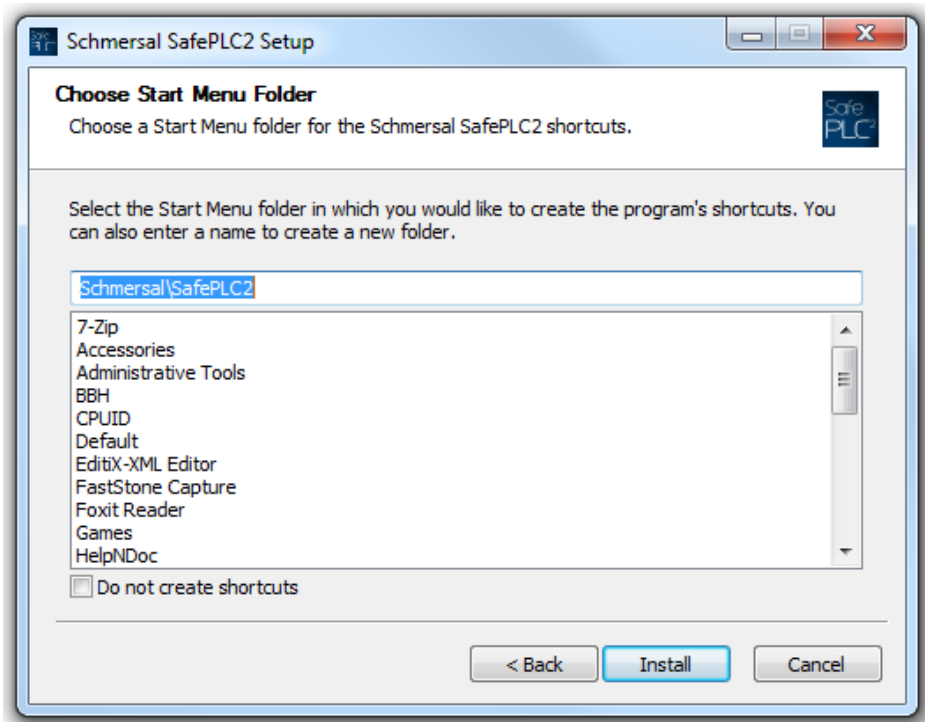 Schmersal SafePLC2 Setup
Choose Start Menu Folder
Choose a Start Menu folder for the Schmersal SafePLC2 shortcuts.
Safe
PLC²
Select the Start Menu folder in which you would like to create the program's shortcuts. You
can also enter a name to create a new folder.
Schmersal\SafePLC2
7-Zip
Accessories
Administrative Tools
BBH
CPUID
Default
EditiX-XML Editor
FastStone Capture
Foxit Reader
Games
HelpNDoc
Do not create shortcuts
< Back
Install
Cancel